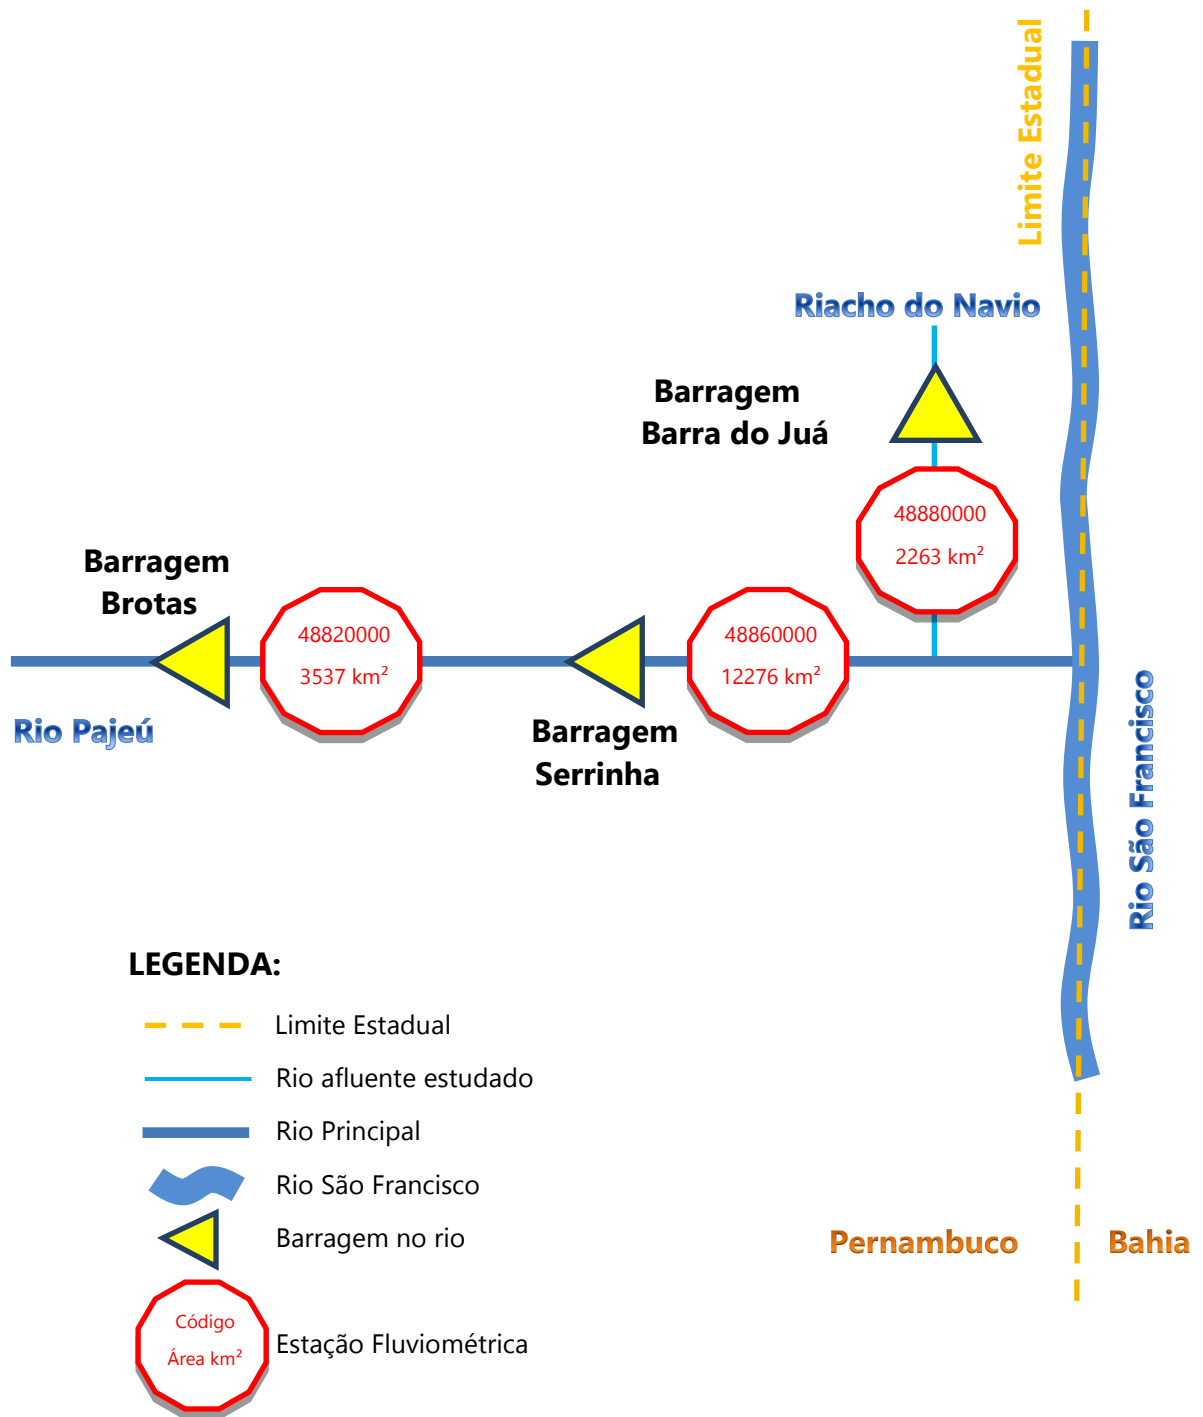 Limite Estadual
Riacho do Navio
Barragem
Barra do Juá
48880000
2263 km²
Barragem
Brotas
48820000
3537 km²
48860000
12276 km²
Rio Pajeú
Barragem
Serrinha
Rio São Francisco
LEGENDA:
Limite Estadual
Rio afluente estudado
Rio Principal
Rio São Francisco
Barragem no rio
Pernambuco
Bahia
Código
Área km²
Estação Fluviométrica